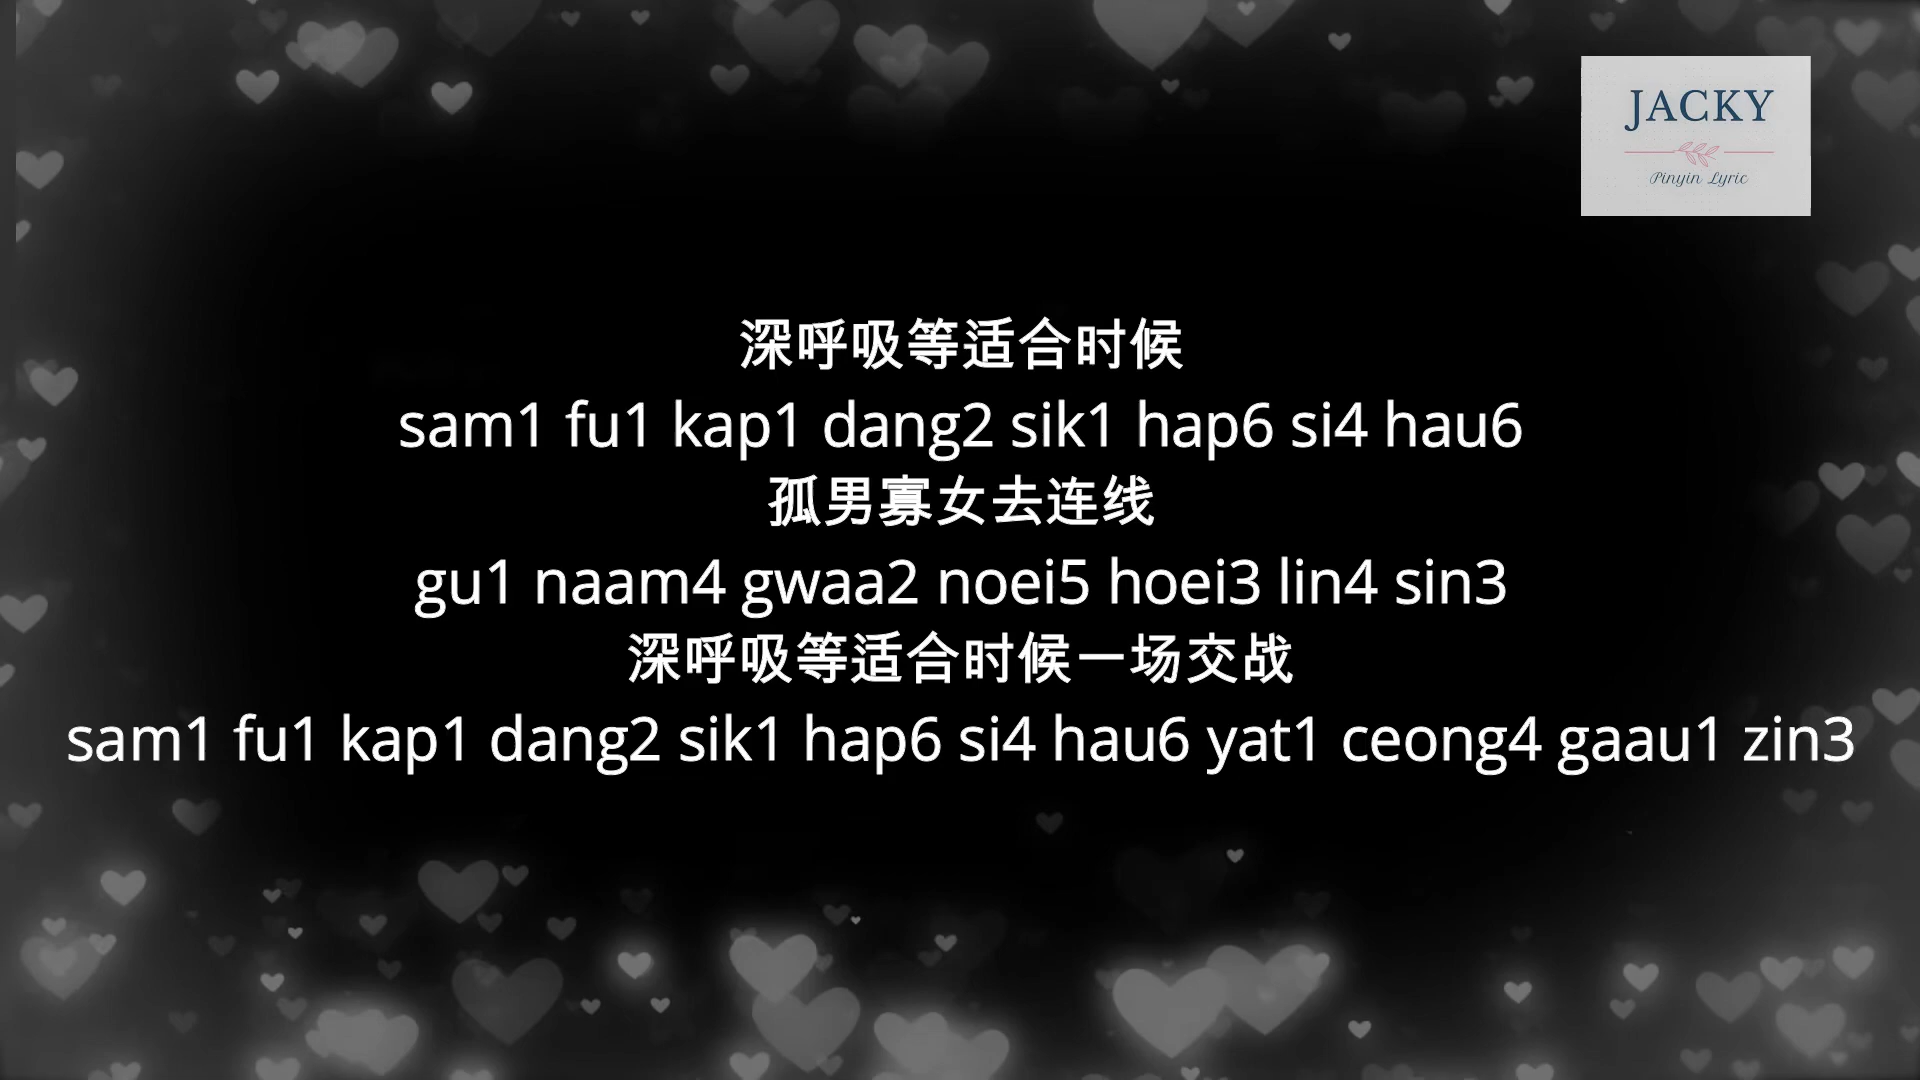 JACKY
Pinyin Lyric
深呼吸等适合时候
sam1 fu1 kap1 dang2 sik1 hap6 si4 hau6
孤男寡女去连线
gu1 naam4 gwaa2 noei5 hoei3 lin4 sin3
深呼吸等适合时候一场交战
sam1 fu1 kap1 dang2 sik1 hap6 si4 hau6 yat1 ceong4 gaau1 zin3